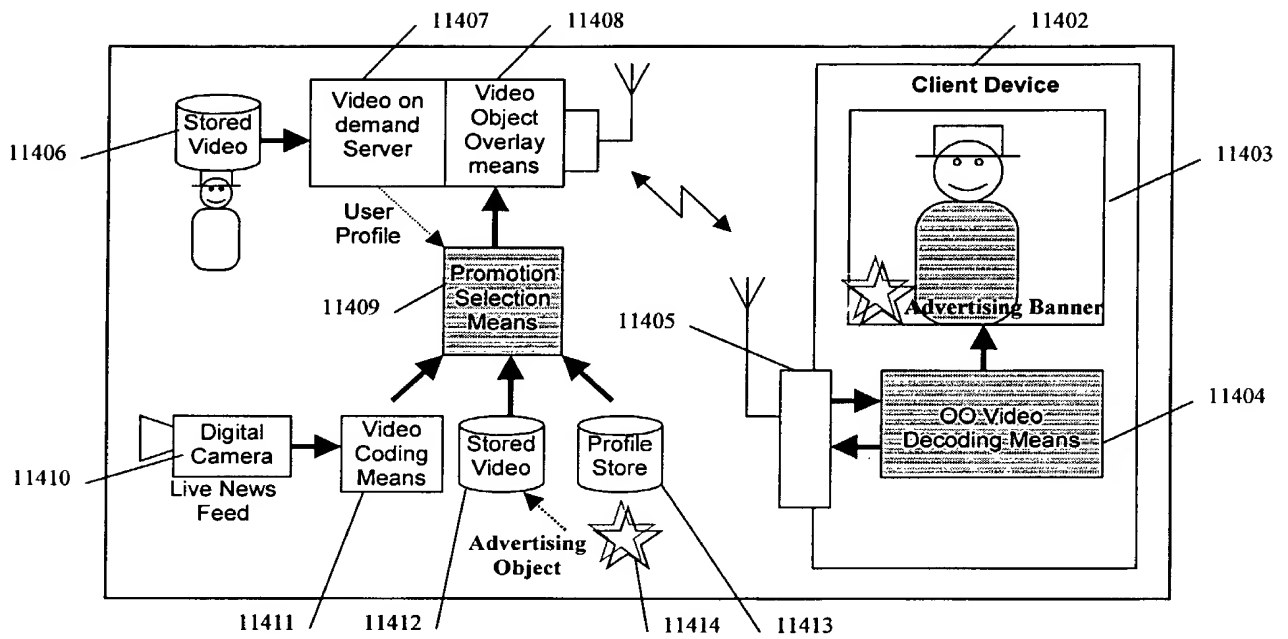 11407
11408
11402
Client Device
Video on
demand
Server
Video
Object
Overlay
means
Stored
Video
11406
11403
User
Profile
Promotion
Selection
Means
11409
11405
Advertising Banner
OO Video
Decoding Means
11404
Digital
Camera
Video
Coding
Means
Stored
Video
Profile
Store
11410
Live News
Feed
Advertising
Object
11411
11412
11414
11413